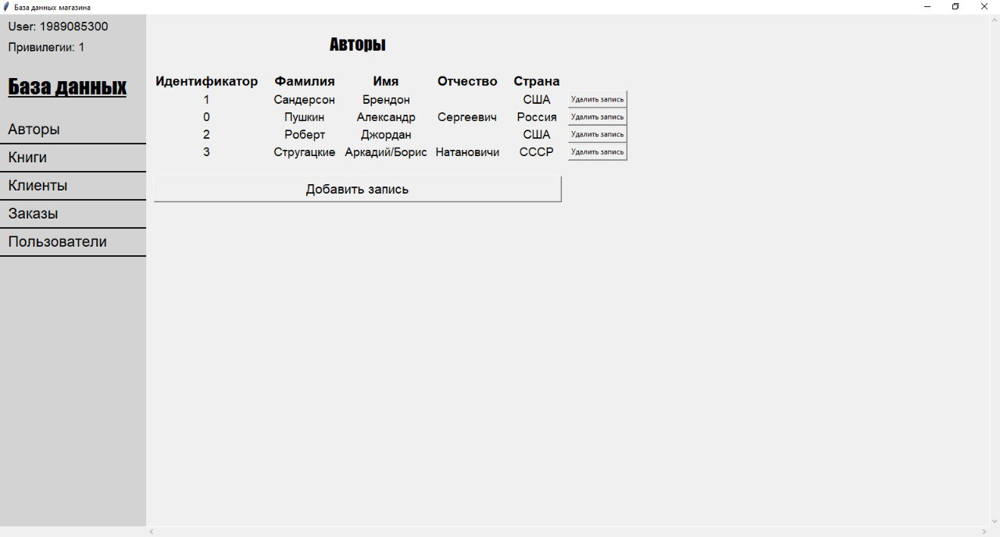 База данных магазина
User: 1989085300
Привилегии: 1
База данных
Авторы
Книги
Клиенты
Заказы
Пользователи
Авторы
Идентификатор Фамилия Имя Отчество Страна
1 Сандерсон Брендон США Удалить запись
0 Пушкин Александр Сергеевич Россия Удалить запись
2 Роберт Джордан США Удалить запись
3 Стругацкие Аркадий/Борис Натановичи СССР Удалить запись
Добавить запись